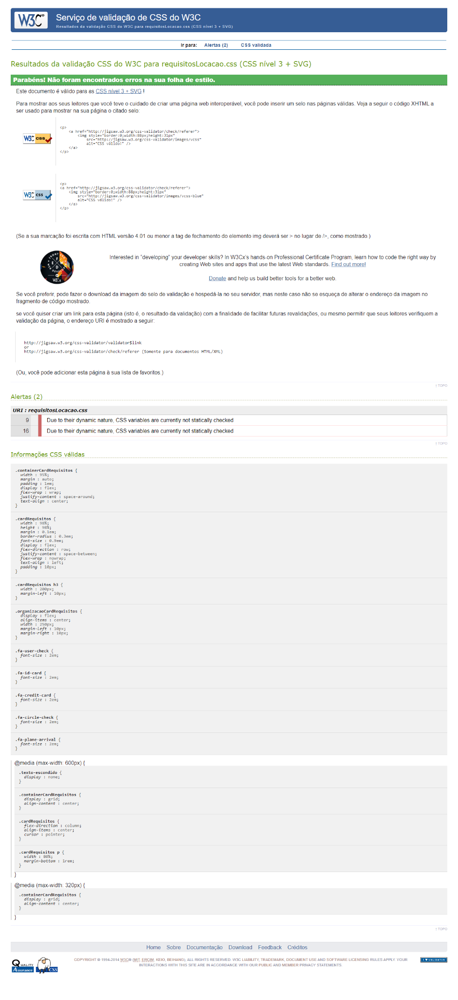 W3C®
Serviço de validação de CSS do W3C
Resultados da validação CSS do W3C para requisitosLocacao.css (CSS nível 3 + SVG)
Ir para: Alertas (2) CSS validada
Resultados da validação CSS do W3C para requisitosLocacao.css (CSS nível 3 + SVG)
Parabéns! Não foram encontrados erros na sua folha de estilo.
Este documento é válido para as CSS nível 3 + SVG !
Para mostrar aos seus leitores que você teve o cuidado de criar uma página web interoperável, você pode inserir um selo nas páginas válidas. Veja a seguir o código XHTML a
ser usado para mostrar na sua página o citado selo:
W3C css
<p>
<a href="http://jigsaw.w3.org/css-validator/check/referer">
<img style="border:0;width:88px;height:31px"
src="http://jigsaw.w3.org/css-validator/images/vcss"
alt="CSS válido!" />
</a>
</p>
W3C css
<p>
<a href="http://jigsaw.w3.org/css-validator/check/referer">
<img style="border:0;width:88px;height:31px"
src="http://jigsaw.w3.org/css-validator/images/vcss-blue"
alt="CSS válido!" />
</a>
</p>
(Se a sua marcação foi escrita com HTML versão 4.01 ou menor a tag de fechamento do elemento img deverá ser > no lugar de />, como mostrado.)
FRONT END
E F W D
WEB DEVELOPER
W3Cx
Interested in "developing" your developer skills? In W3Cx's hands-on Professional Certificate Program, learn how to code the right way by
creating Web sites and apps that use the latest Web standards. Find out more!
Donate and help us build better tools for a better web.
Se você preferir, pode fazer o download da imagem do selo de validação e hospedá-la no seu servidor, mas neste caso não se esqueça de alterar o endereço da imagem no
fragmento de código mostrado.
se você quiser criar um link para esta página (isto é, o resultado da validação) com a finalidade de facilitar futuras revalidações, ou mesmo permitir que seus leitores verifiquem a
validação da página, o endereço URI é mostrado a seguir:
http://jigsaw.w3.org/css-validator/validator$link
or
http://jigsaw.w3.org/css-validator/check/referer (Somente para documentos HTML/XML)
(Ou, você pode adicionar esta página à sua lista de favoritos.)
↑ TOPO
Alertas (2)
URI : requisitosLocacao.css
9 Due to their dynamic nature, CSS variables are currently not statically checked
16 Due to their dynamic nature, CSS variables are currently not statically checked
↑ TOPO
Informações CSS válidas
.containerCardRequisitos {
width : 95%;
margin : auto;
padding : 1em;
display : flex;
flex-wrap : wrap;
justify-content : space-around;
text-align : center;
}
.cardRequisitos {
width : 98%;
height : 98%;
margin : 0.1em;
border-radius : 0.3em;
font-size : 0.9em;
display : flex;
flex-direction : row;
justify-content : space-between;
flex-wrap : nowrap;
text-align : left;
padding : 10px;
}
.cardRequisitos h3 {
width : 200px;
margin-left : 10px;
}
.organizacaoCardRequisitos {
display : flex;
align-items : center;
width : 250px;
margin-left : 10px;
margin-right : 10px;
}
.fa-user-check {
font-size : 2em;
}
.fa-id-card {
font-size : 2em;
}
.fa-credit-card {
font-size : 2em;
}
.fa-circle-check {
font-size : 2em;
}
.fa-plane-arrival {
font-size : 2em;
}
@media (max-width: 600px) {
.texto-escondido {
display : none;
}
.containerCardRequisitos {
display : grid;
align-content : center;
}
.cardRequisitos {
flex-direction : column;
align-items : center;
cursor : pointer;
}
.cardRequisitos p {
width : 80%;
margin-bottom : 1rem;
}
}
@media (max-width: 320px) {
.containerCardRequisitos {
display : grid;
align-content : center;
}
}
↑ TOPO
Home Sobre Documentação Download Feedback Créditos
QUALITY
Assurance
CSS
COPYRIGHT © 1994-2014 W3C® (MIT, ERCIM, KEIO, BEIHANG), ALL RIGHTS RESERVED. W3C LIABILITY, TRADEMARK, DOCUMENT USE AND SOFTWARE LICENSING RULES APPLY. YOUR
INTERACTIONS WITH THIS SITE ARE IN ACCORDANCE WITH OUR PUBLIC AND MEMBER PRIVACY STATEMENTS.
I ♥ VALIDATOR